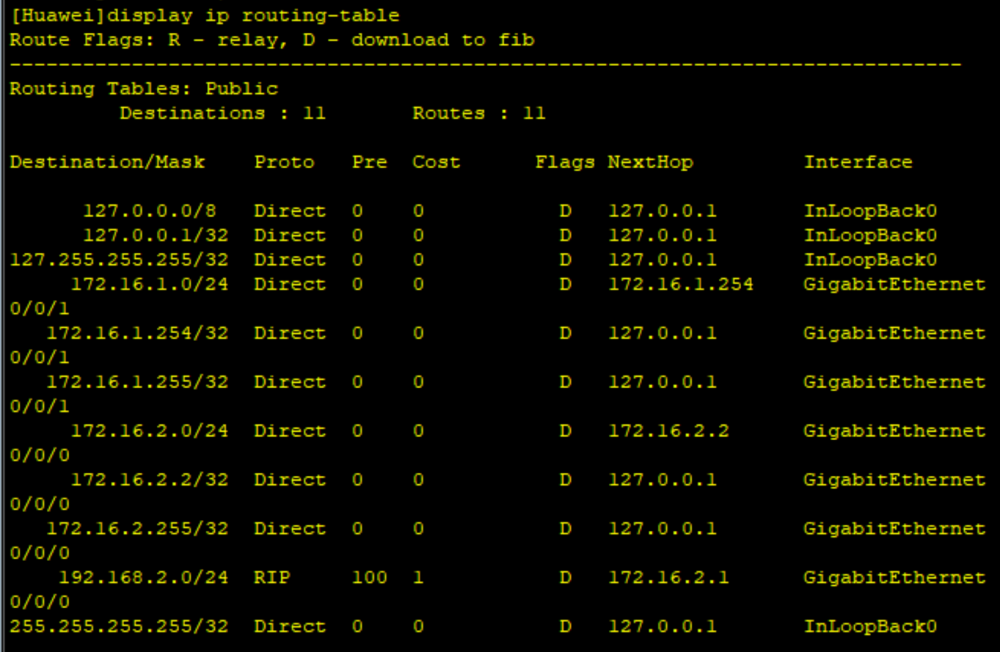 [Huawei]display ip routing-table
Route Flags: R - relay, D - download to fib
------------------------------------------------------------------------------
Routing Tables: Public
         Destinations : 11       Routes : 11

Destination/Mask    Proto   Pre  Cost      Flags NextHop         Interface

      127.0.0.0/8   Direct  0    0           D   127.0.0.1       InLoopBack0
      127.0.0.1/32  Direct  0    0           D   127.0.0.1       InLoopBack0
127.255.255.255/32  Direct  0    0           D   127.0.0.1       InLoopBack0
     172.16.1.0/24  Direct  0    0           D   172.16.1.254    GigabitEthernet
0/0/1
   172.16.1.254/32  Direct  0    0           D   127.0.0.1       GigabitEthernet
0/0/1
   172.16.1.255/32  Direct  0    0           D   127.0.0.1       GigabitEthernet
0/0/1
     172.16.2.0/24  Direct  0    0           D   172.16.2.2      GigabitEthernet
0/0/0
     172.16.2.2/32  Direct  0    0           D   127.0.0.1       GigabitEthernet
0/0/0
   172.16.2.255/32  Direct  0    0           D   127.0.0.1       GigabitEthernet
0/0/0
    192.168.2.0/24  RIP     100  1           D   172.16.2.1      GigabitEthernet
0/0/0
255.255.255.255/32  Direct  0    0           D   127.0.0.1       InLoopBack0